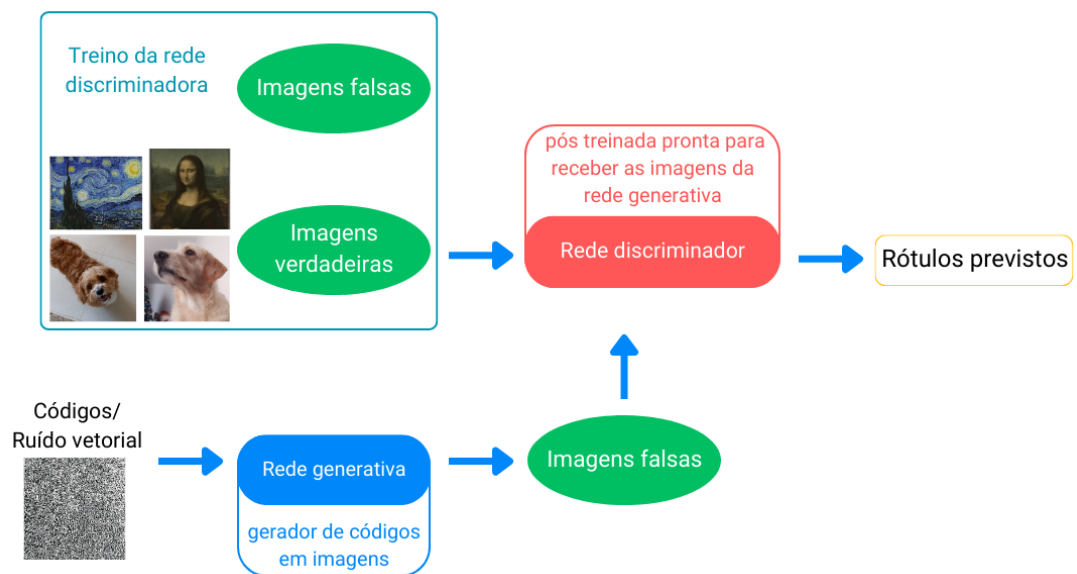 Treino da rede
discriminadora
Imagens falsas
Imagens
verdadeiras
pós treinada pronta para
receber as imagens da
rede generativa
Rede discriminador
Rótulos previstos
Códigos/
Ruído vetorial
Rede generativa
gerador de códigos
em imagens
Imagens falsas